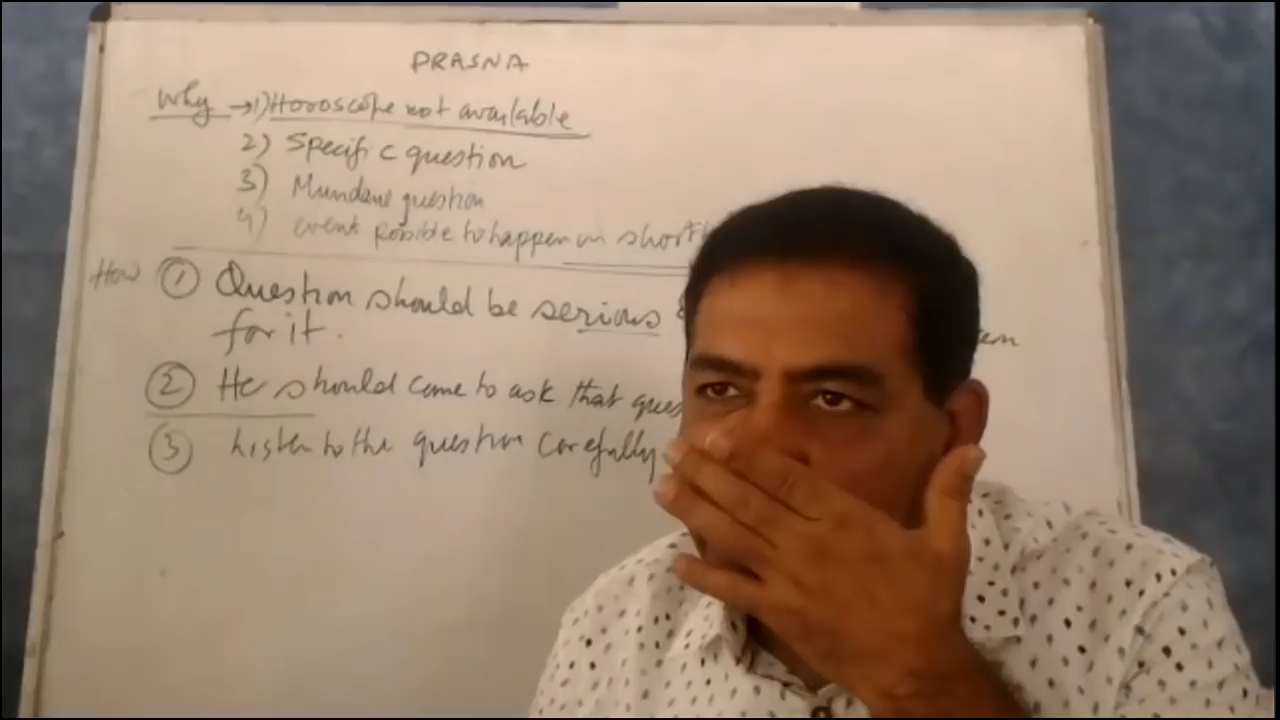 PRASNA
Why → 1) Horoscope not available
2) Specific question
3) Mundane question
4) event possible to happen in short
How ① Question should be serious
for it.
② He should come to ask that ques
③ Listen to the question carefully